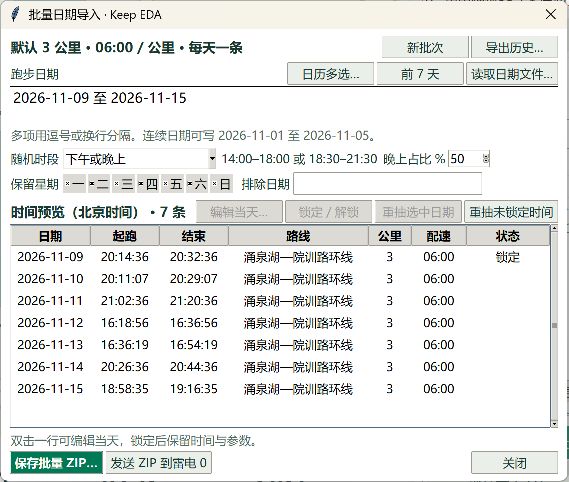 批量日期导入 · Keep EDA
默认 3 公里 • 06:00 / 公里 • 每天一条 新批次 导出历史...
跑步日期 日历多选... 前 7 天 读取日期文件...
2026-11-09 至 2026-11-15
多项用逗号或换行分隔。连续日期可写 2026-11-01 至 2026-11-05。
随机时段 下午或晚上 14:00–18:00 或 18:30–21:30 晚上占比 % 50
保留星期 一 二 三 四 五 六 日 排除日期
时间预览（北京时间）• 7 条 编辑当天... 锁定 / 解锁 重抽选中日期 重抽未锁定时间
日期 起跑 结束 路线 公里 配速 状态
2026-11-09 20:14:36 20:32:36 涌泉湖—院训路环线 3 06:00 锁定
2026-11-10 20:11:07 20:29:07 涌泉湖—院训路环线 3 06:00
2026-11-11 21:02:36 21:20:36 涌泉湖—院训路环线 3 06:00
2026-11-12 16:18:56 16:36:56 涌泉湖—院训路环线 3 06:00
2026-11-13 16:36:19 16:54:19 涌泉湖—院训路环线 3 06:00
2026-11-14 20:26:36 20:44:36 涌泉湖—院训路环线 3 06:00
2026-11-15 18:58:35 19:16:35 涌泉湖—院训路环线 3 06:00
双击一行可编辑当天，锁定后保留时间与参数。
保存批量 ZIP... 发送 ZIP 到雷电 0 关闭